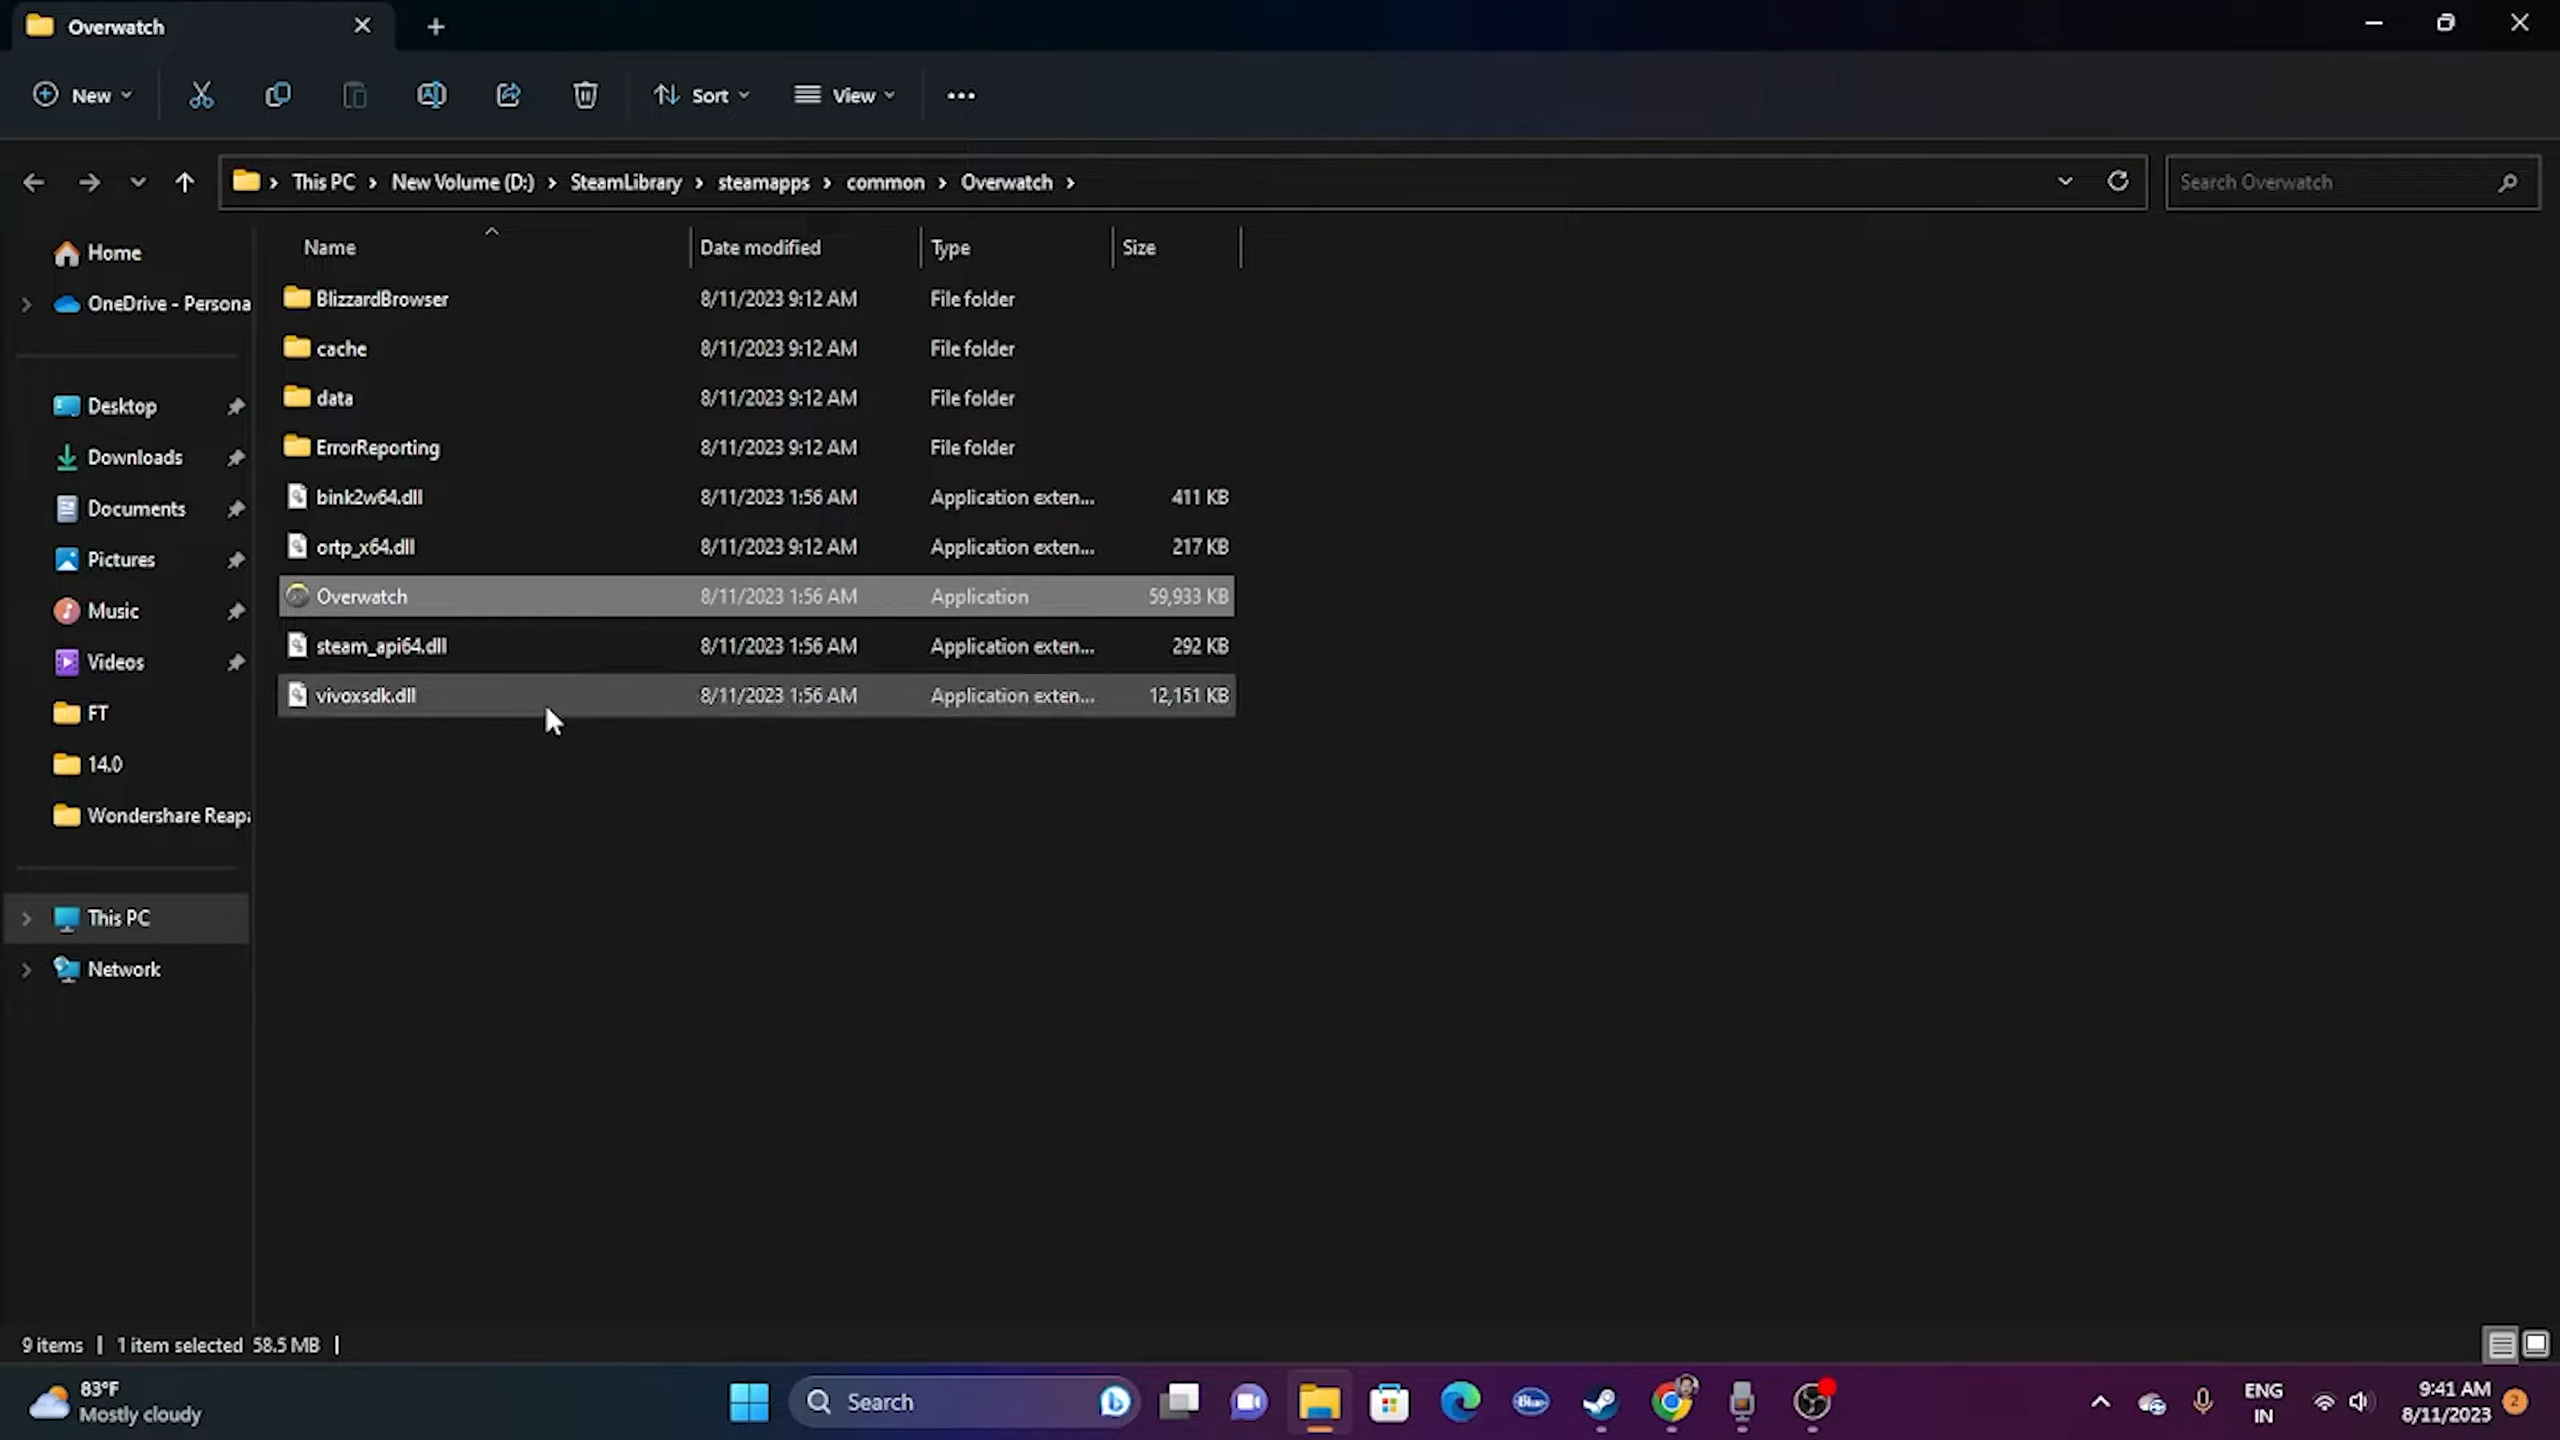 Overwatch
New
Sort
View
This PC
New Volume (D:)
SteamLibrary
steamapps
common
Overwatch
Search Overwatch
Name
Date modified
Type
Size
Home
OneDrive - Persona
Desktop
Downloads
Documents
Pictures
Music
Videos
FT
14.0
Wondershare Reap
This PC
Network
BlizzardBrowser 8/11/2023 9:12 AM File folder
cache 8/11/2023 9:12 AM File folder
data 8/11/2023 9:12 AM File folder
ErrorReporting 8/11/2023 9:12 AM File folder
bink2w64.dll 8/11/2023 1:56 AM Application exten... 411 KB
ortp_x64.dll 8/11/2023 9:12 AM Application exten... 217 KB
Overwatch 8/11/2023 1:56 AM Application 59,933 KB
steam_api64.dll 8/11/2023 1:56 AM Application exten... 292 KB
vivoxsdk.dll 8/11/2023 1:56 AM Application exten... 12,151 KB
9 items | 1 item selected 58.5 MB |
83°F
Mostly cloudy
Search
Blue
ENG
IN
9:41 AM
8/11/2023
2